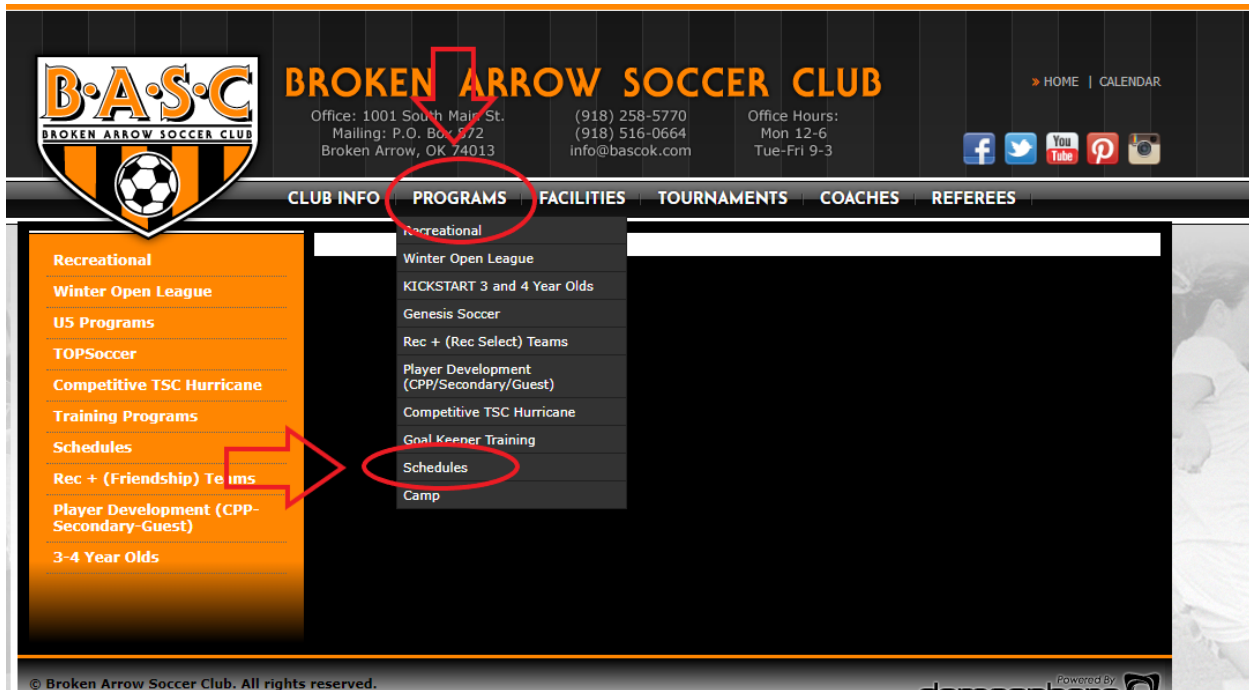 B·A·S·C
BROKEN ARROW SOCCER CLUB
BROKEN ARROW SOCCER CLUB
Office: 1001 South Main St.
Mailing: P.O. Box 872
Broken Arrow, OK 74013
(918) 258-5770
(918) 516-0664
info@bascok.com
Office Hours:
Mon 12-6
Tue-Fri 9-3
» HOME | CALENDAR
You
Tube
CLUB INFO PROGRAMS FACILITIES TOURNAMENTS COACHES REFEREES
Recreational
Winter Open League
U5 Programs
TOPSoccer
Competitive TSC Hurricane
Training Programs
Schedules
Rec + (Friendship) Teams
Player Development (CPP-
Secondary-Guest)
3-4 Year Olds
Recreational
Winter Open League
KICKSTART 3 and 4 Year Olds
Genesis Soccer
Rec + (Rec Select) Teams
Player Development
(CPP/Secondary/Guest)
Competitive TSC Hurricane
Goal Keeper Training
Schedules
Camp
© Broken Arrow Soccer Club. All rights reserved.
Powered By